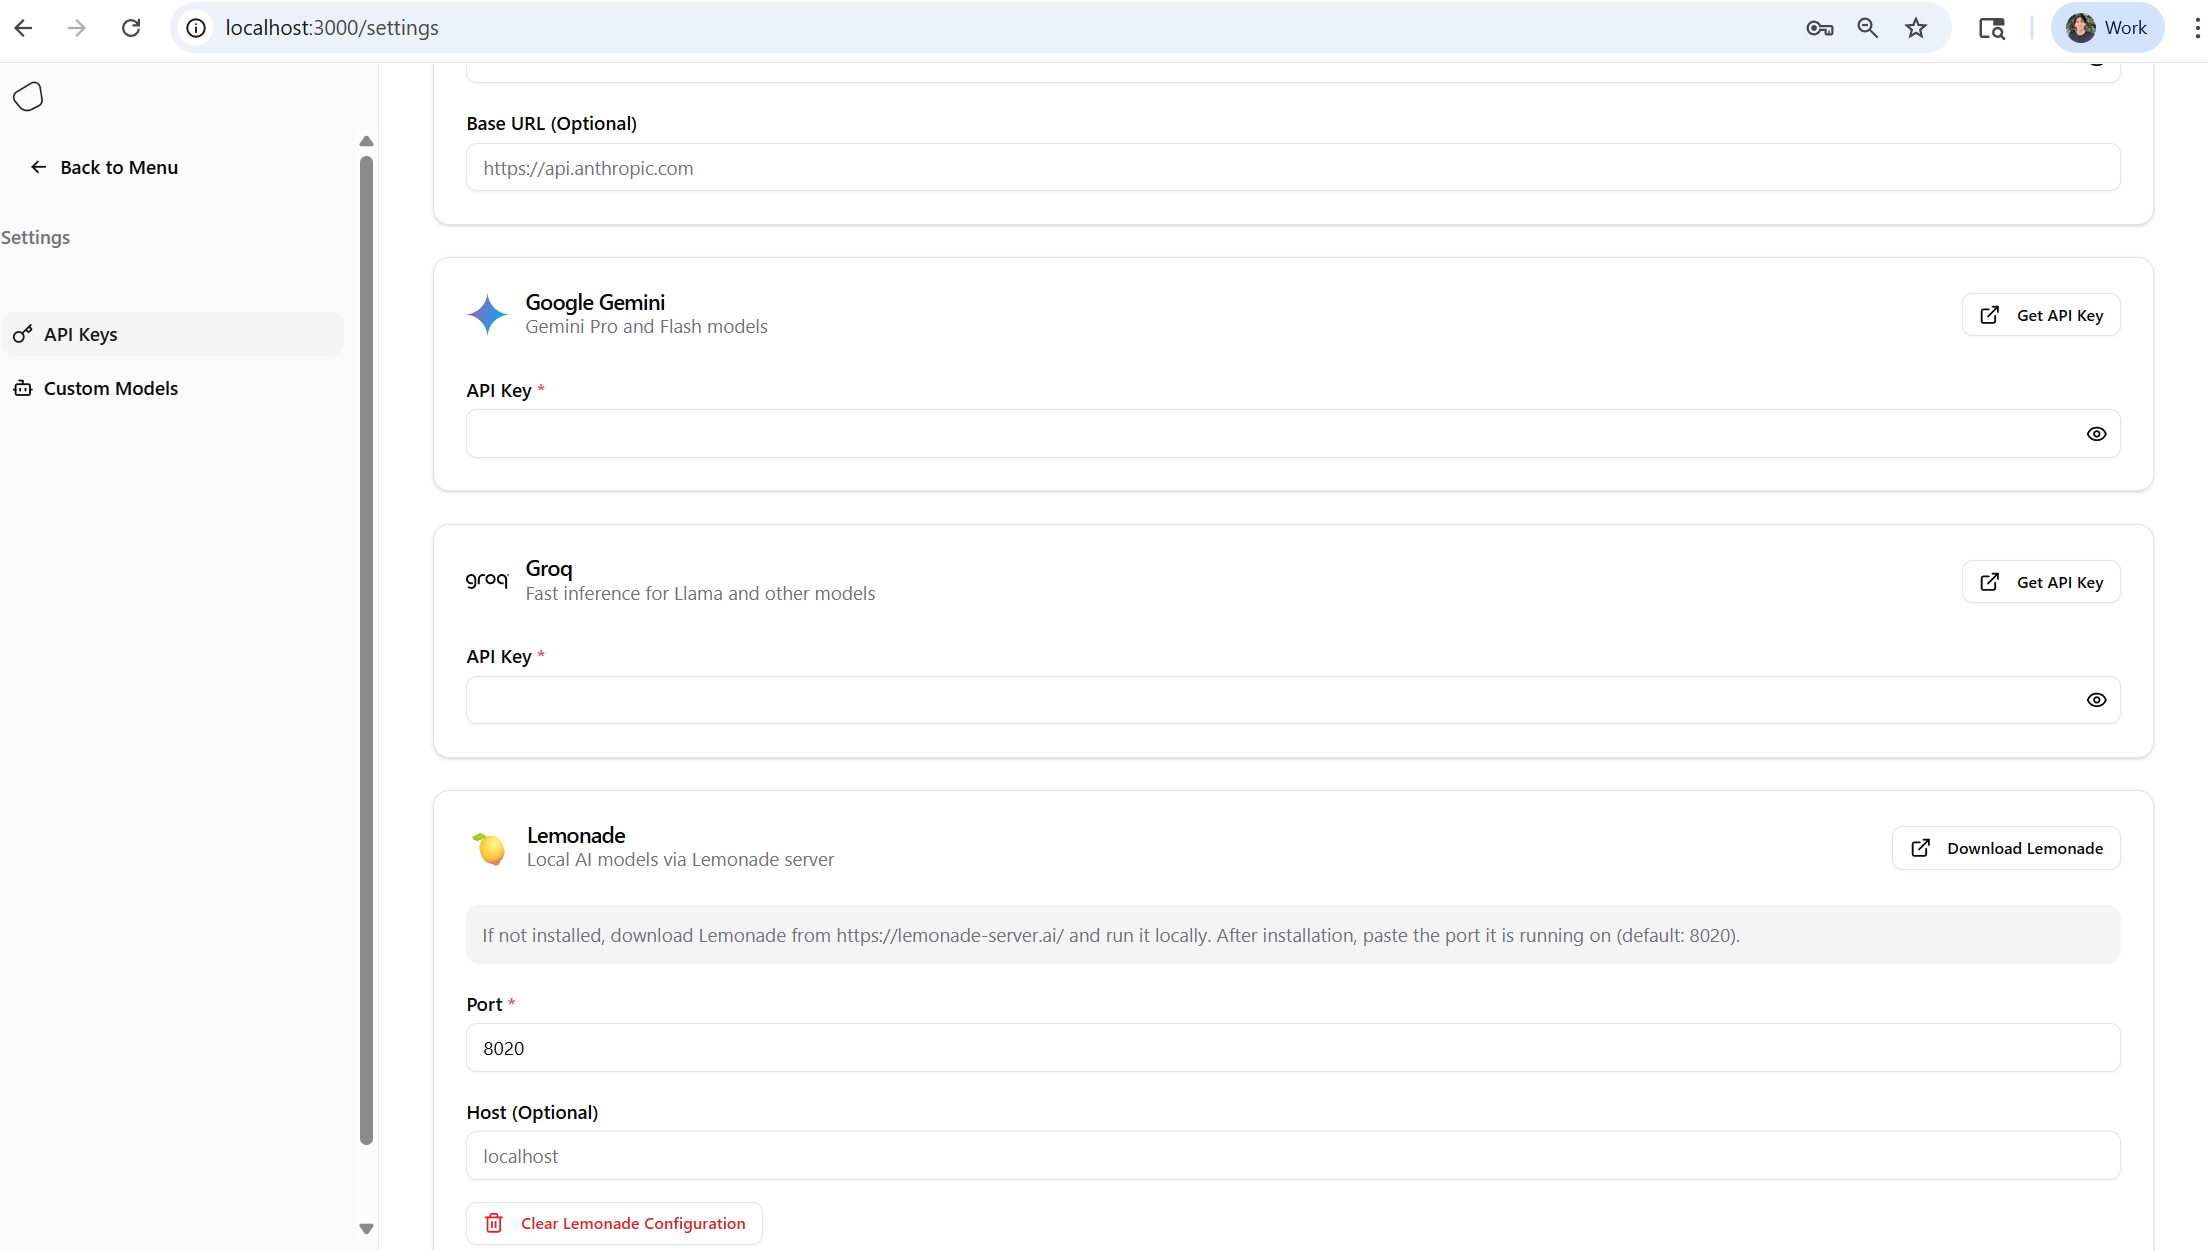 localhost:3000/settings
Work
Back to Menu
Settings
API Keys
Custom Models
Base URL (Optional)
https://api.anthropic.com
Google Gemini
Gemini Pro and Flash models
Get API Key
API Key *
groq
Groq
Fast inference for Llama and other models
Get API Key
API Key *
Lemonade
Local AI models via Lemonade server
Download Lemonade
If not installed, download Lemonade from https://lemonade-server.ai/ and run it locally. After installation, paste the port it is running on (default: 8020).
Port *
8020
Host (Optional)
localhost
Clear Lemonade Configuration